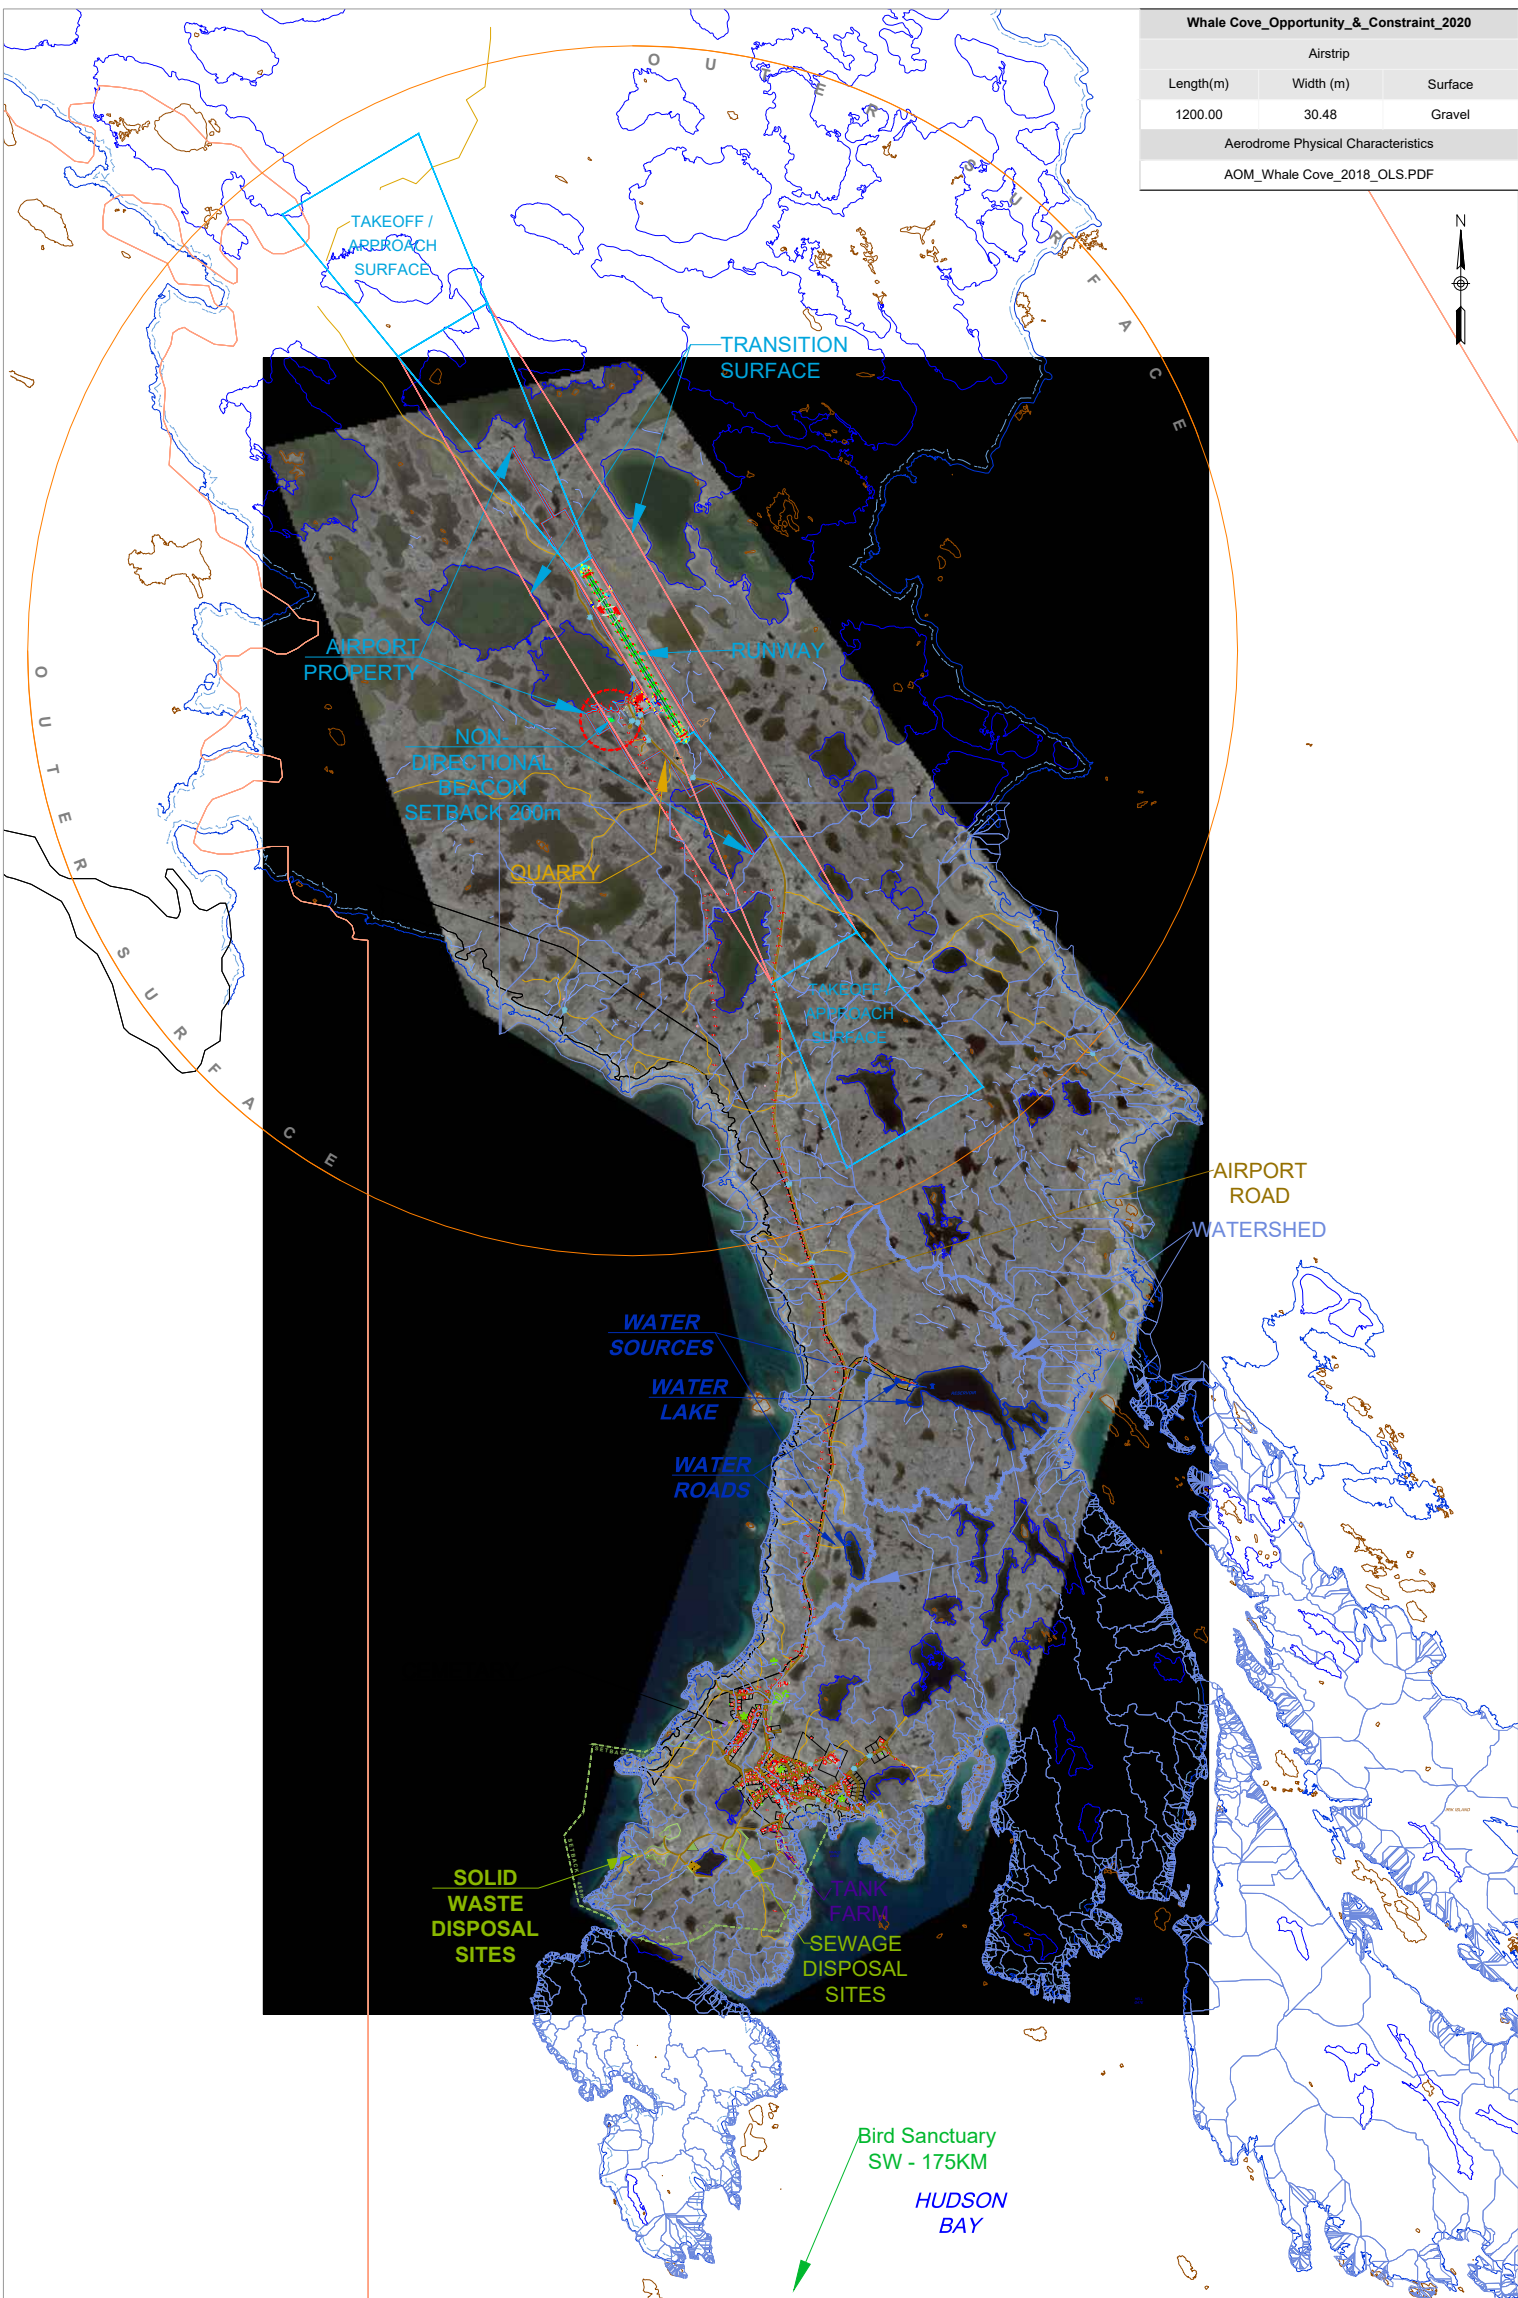 Whale Cove_Opportunity_&_Constraint_2020
Airstrip
Length(m) Width (m) Surface
1200.00 30.48 Gravel
Aerodrome Physical Characteristics
AOM_Whale Cove_2018_OLS.PDF
N
OUTER SURFACE
TAKEOFF /
APPROACH
SURFACE
TRANSITION
SURFACE
AIRPORT
PROPERTY
RUNWAY
NON-
DIRECTIONAL
BEACON
SETBACK 200m
QUARRY
OUTER SURFACE
TAKEOFF /
APPROACH
SURFACE
AIRPORT
ROAD
WATERSHED
WATER
SOURCES
WATER
LAKE
WATER
ROADS
SETBACK
SOLID
WASTE
DISPOSAL
SITES
TANK
FARM
SEWAGE
DISPOSAL
SITES
Bird Sanctuary
SW - 175KM
HUDSON
BAY